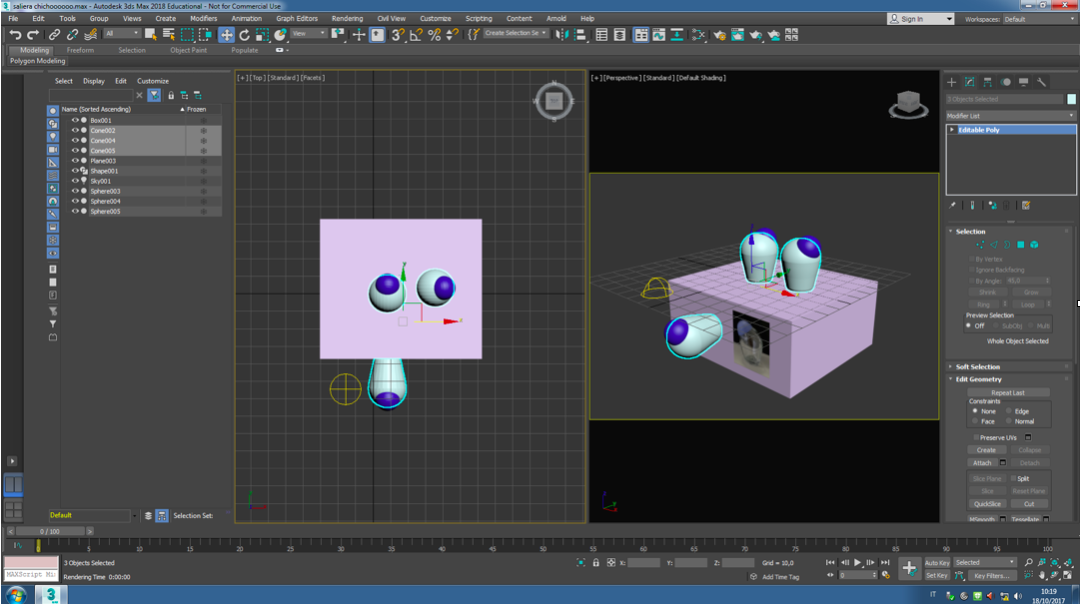 saliera chichoooooo.max - Autodesk 3ds Max 2018 Educational - Not for Commercial Use
File Edit Tools Group Views Create Modifiers Animation Graph Editors Rendering Civil View Customize Scripting Content Arnold Help
Sign In Workspaces: Default
All View Create Selection Se
Modeling Freeform Selection Object Paint Populate
Polygon Modeling
Select Display Edit Customize
Name (Sorted Ascending) Frozen
Box001
Cone002
Cone004
Cone005
Plane003
Shape001
Sky001
Sphere003
Sphere004
Sphere005
Default Selection Set:
[+] [Top] [Standard] [Facets]
[+] [Perspective] [Standard] [Default Shading]
3 Objects Selected
Modifier List
Editable Poly
Selection
By Vertex
Ignore Backfacing
By Angle: 45,0
Shrink Grow
Ring Loop
Preview Selection
Off SubObj Multi
Whole Object Selected
Soft Selection
Edit Geometry
Repeat Last
Constraints
None Edge
Face Normal
Preserve UVs
Create Collapse
Attach Detach
Slice Plane Split
Slice Reset Plane
QuickSlice Cut
MSmooth Tessellate
0 / 100
0 5 10 15 20 25 30 35 40 45 50 55 60 65 70 75 80 85 90 95 100
3 Objects Selected X: Y: Z: Grid = 10,0 Auto Key Selected
MAXScript Mi Rendering Time 0:00:00 Add Time Tag 0 Set Key Key Filters...
IT 10:19
18/10/2017